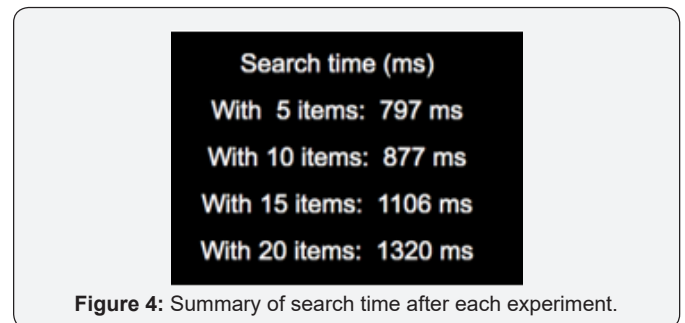 Search time (ms)
With 5 items: 797 ms
With 10 items: 877 ms
With 15 items: 1106 ms
With 20 items: 1320 ms
Figure 4: Summary of search time after each experiment.